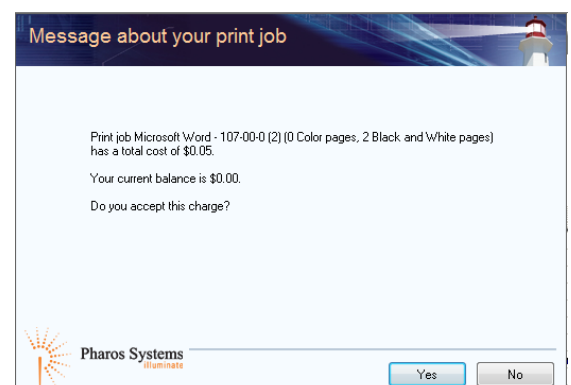 Message about your print job
Print job Microsoft Word - 107-00-0 (2) (0 Color pages, 2 Black and White pages)
has a total cost of $0.05.
Your current balance is $0.00.
Do you accept this charge?
Pharos Systems
illuminate
Yes No